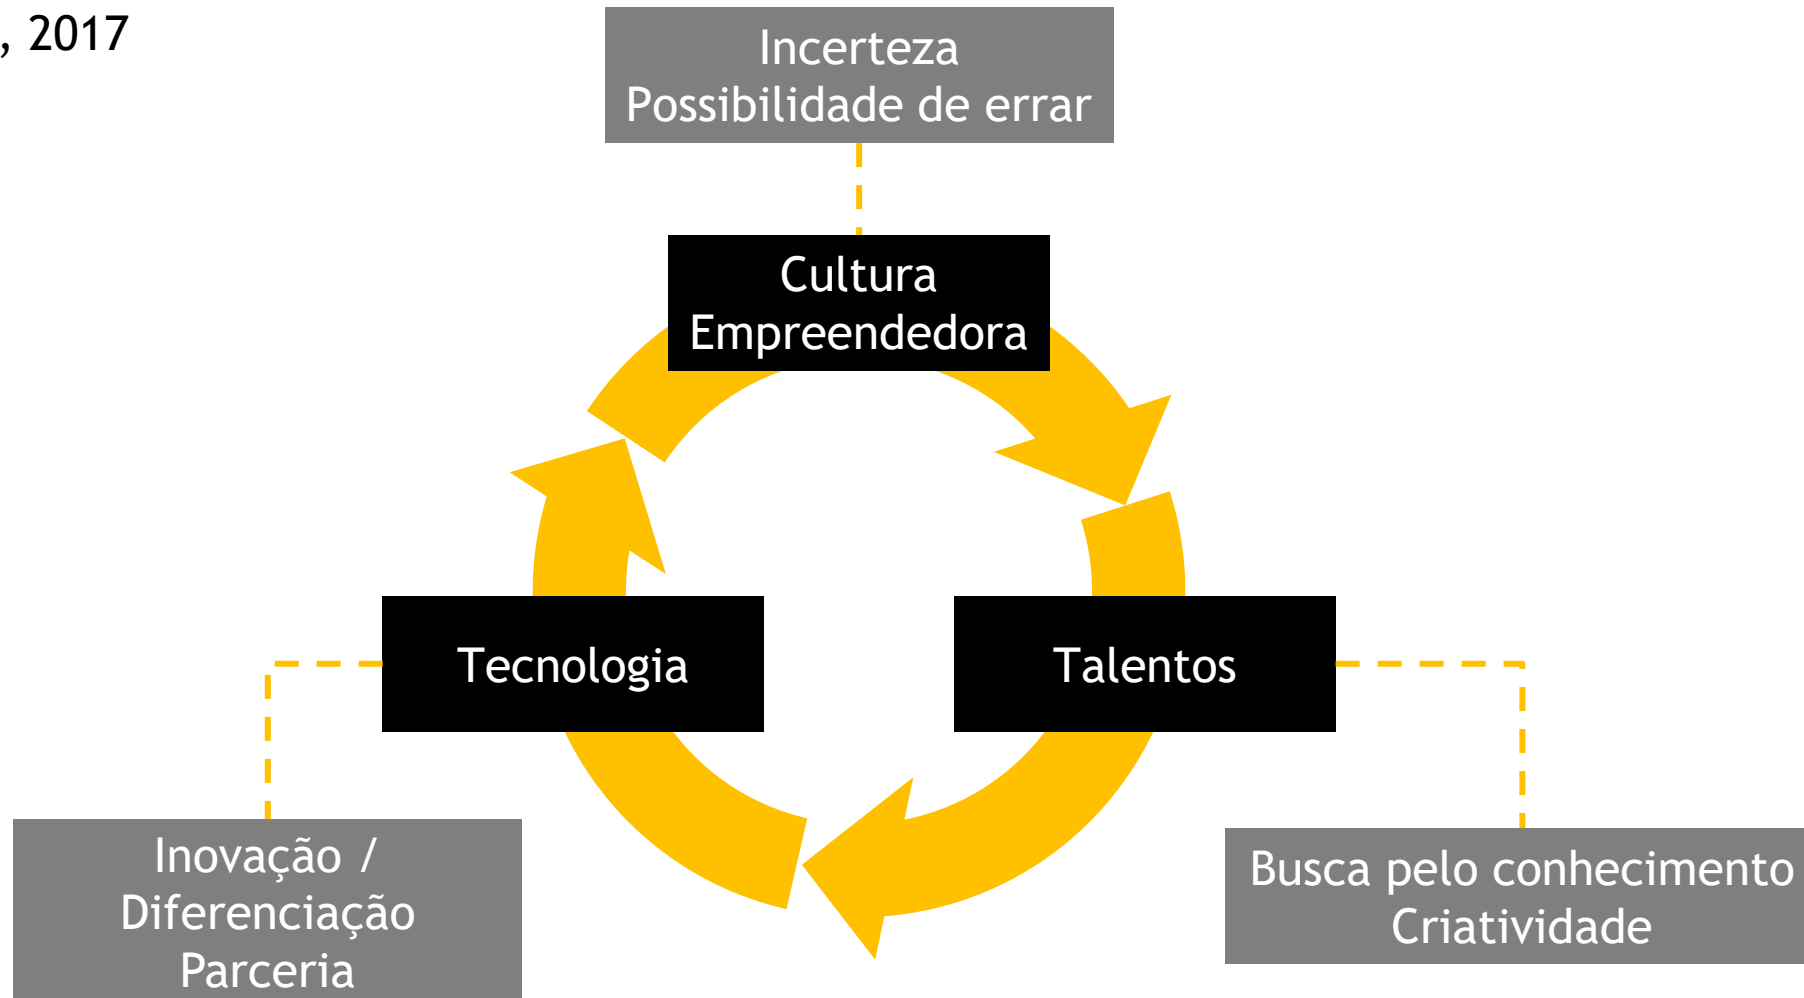 , 2017
Incerteza
Possibilidade de errar
Cultura
Empreendedora
Tecnologia
Talentos
Inovação /
Diferenciação
Parceria
Busca pelo conhecimento
Criatividade